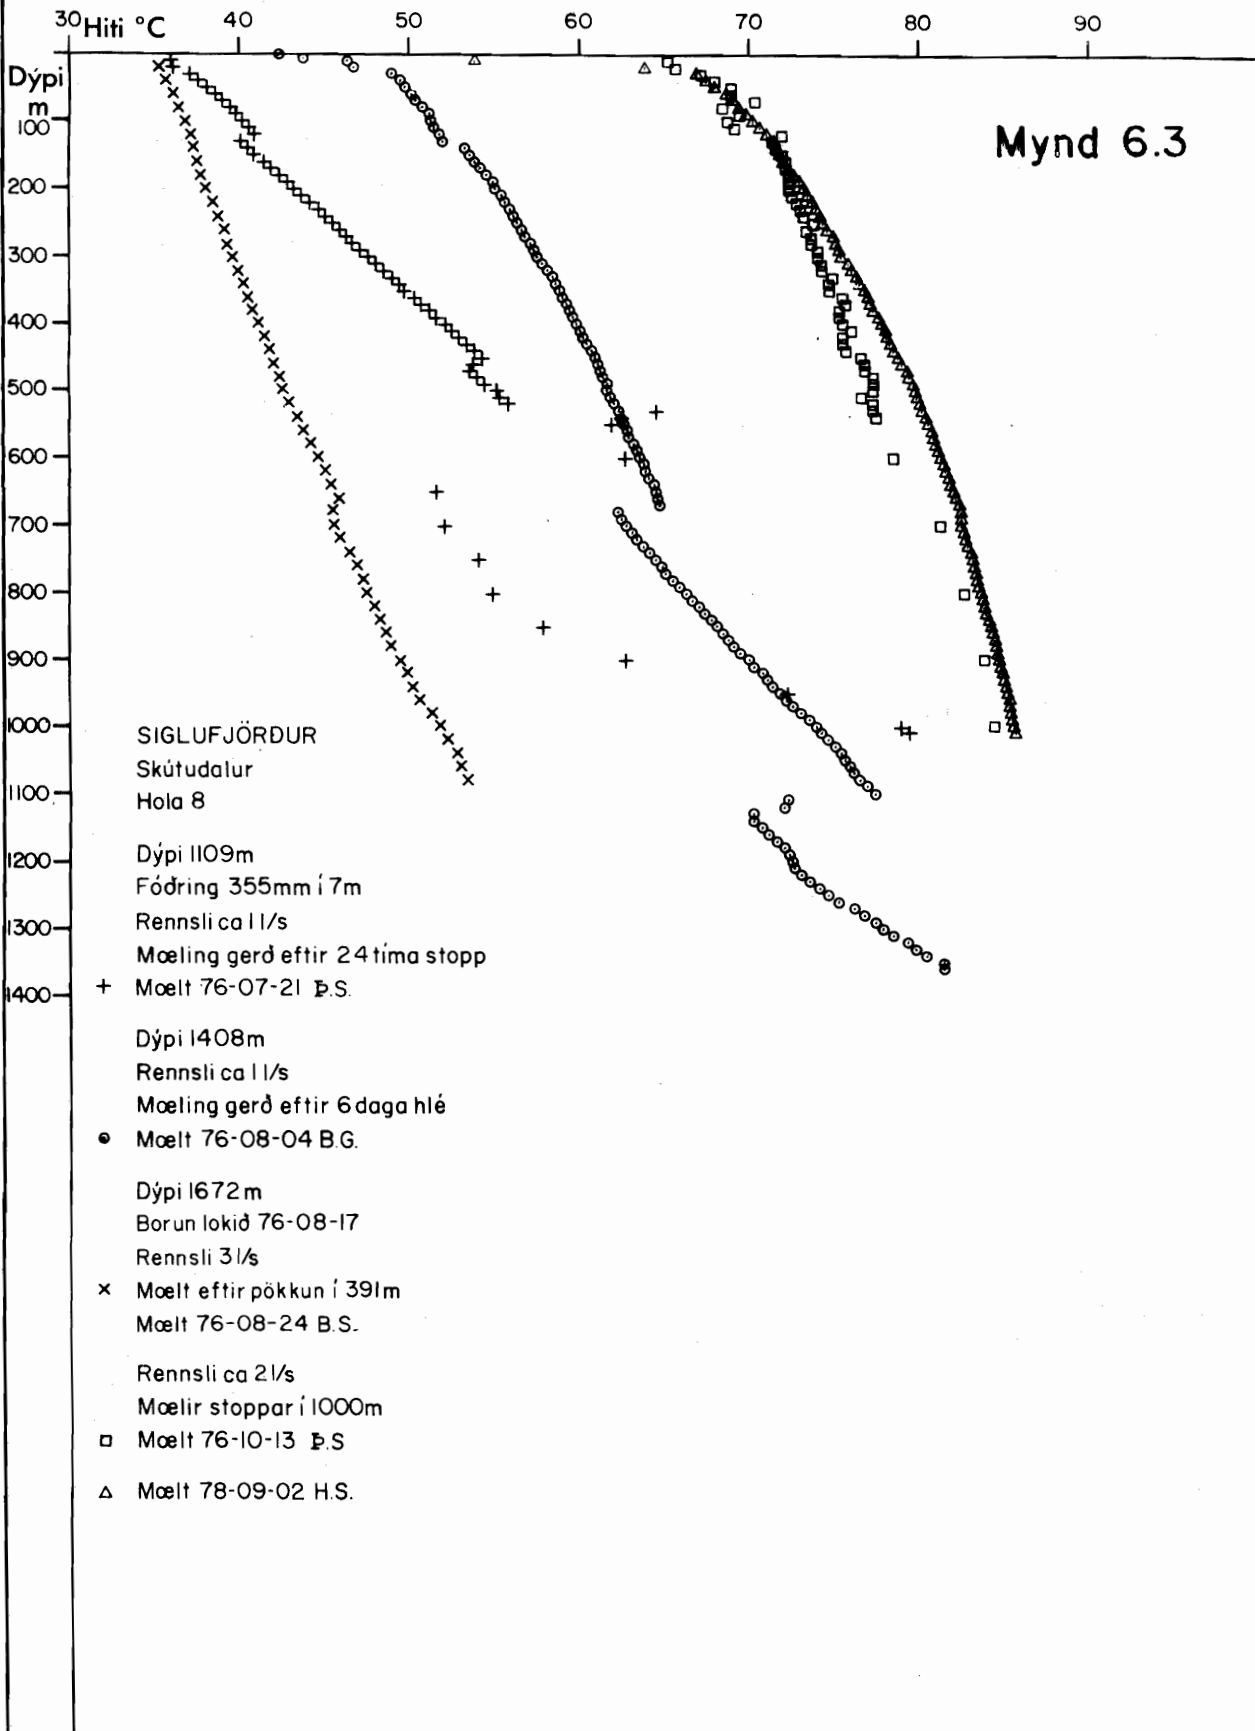 30 Hiti °C 40 50 60 70 80 90
Dýpi
m
100
200
300
400
500
600
700
800
900
1000
1100
1200
1300
1400
Mynd 6.3
SIGLUFJÖRÐUR
Skútudalur
Hola 8
Dýpi 1109m
Fóðring 355mm í 7m
Rennsli ca 1 l/s
Mæling gerð eftir 24 tíma stopp
+ Mælt 76-07-21 Þ.S.
Dýpi 1408m
Rennsli ca 1 l/s
Mæling gerð eftir 6 daga hlé
⊙ Mælt 76-08-04 B.G.
Dýpi 1672m
Borun lokið 76-08-17
Rennsli 3 l/s
× Mælt eftir pökkun í 391m
Mælt 76-08-24 B.S.
Rennsli ca 2 l/s
Mælir stoppar í 1000m
□ Mælt 76-10-13 Þ.S
△ Mælt 78-09-02 H.S.